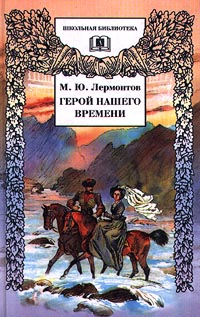 ШКОЛЬНАЯ БИБЛИОТЕКА
М. Ю. ЛЕРМОНТОВ
ГЕРОЙ НАШЕГО
ВРЕМЕНИ